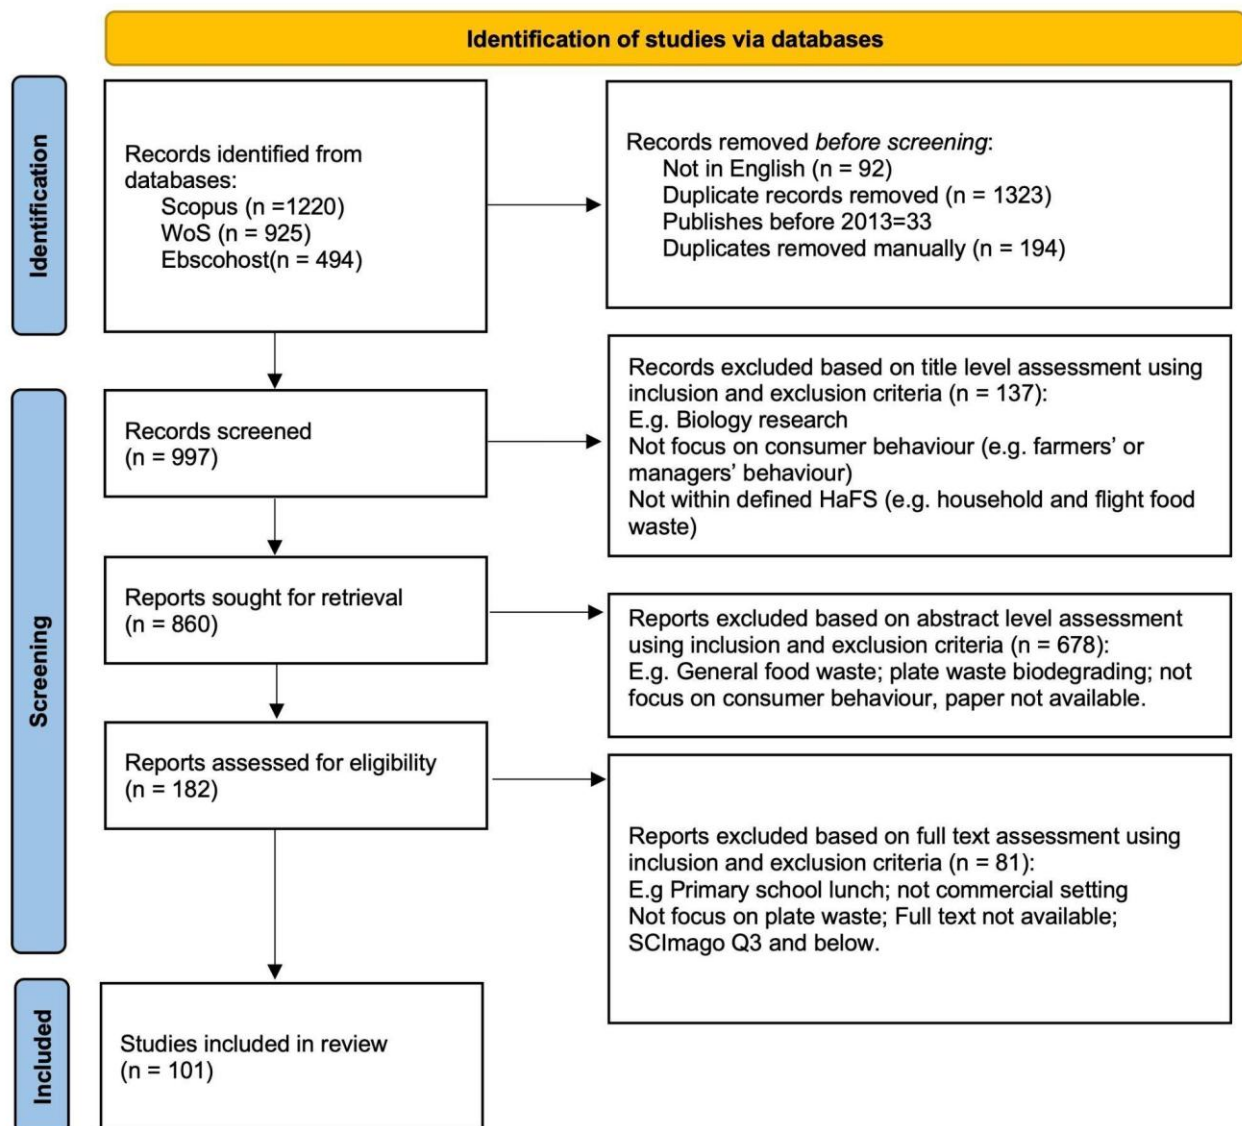 Identification of studies via databases
Identification
Records identified from
databases:
Scopus (n =1220)
WoS (n = 925)
Ebscohost(n = 494)
Records removed before screening:
Not in English (n = 92)
Duplicate records removed (n = 1323)
Publishes before 2013=33
Duplicates removed manually (n = 194)
Screening
Records screened
(n = 997)
Records excluded based on title level assessment using
inclusion and exclusion criteria (n = 137):
E.g. Biology research
Not focus on consumer behaviour (e.g. farmers’ or
managers’ behaviour)
Not within defined HaFS (e.g. household and flight food
waste)
Reports sought for retrieval
(n = 860)
Reports excluded based on abstract level assessment
using inclusion and exclusion criteria (n = 678):
E.g. General food waste; plate waste biodegrading; not
focus on consumer behaviour, paper not available.
Reports assessed for eligibility
(n = 182)
Reports excluded based on full text assessment using
inclusion and exclusion criteria (n = 81):
E.g Primary school lunch; not commercial setting
Not focus on plate waste; Full text not available;
SCImago Q3 and below.
Included
Studies included in review
(n = 101)